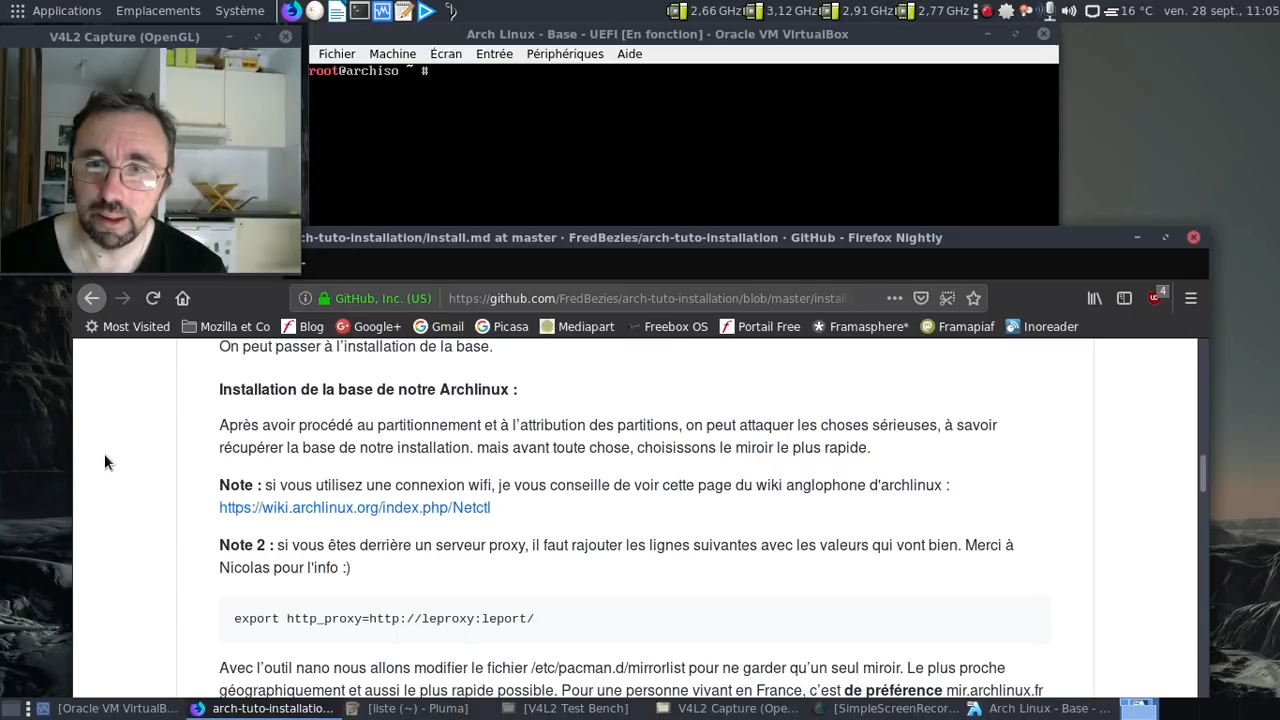 Applications Emplacements Système 2,66 GHz 3,12 GHz 2,91 GHz 2,77 GHz 16 °C ven. 28 sept., 11:05
V4L2 Capture (OpenGL)
Arch Linux - Base - UEFI [En fonction] - Oracle VM VirtualBox
Fichier Machine Écran Entrée Périphériques Aide
root@archiso ~ #
ch-tuto-installation/install.md at master · FredBezies/arch-tuto-installation · GitHub - Firefox Nightly
GitHub, Inc. (US) https://github.com/FredBezies/arch-tuto-installation/blob/master/install
4
Most Visited Mozilla et Co Blog Google+ Gmail Picasa Mediapart Freebox OS Portail Free Framasphere* Framapiaf Inoreader
On peut passer à l’installation de la base.
Installation de la base de notre Archlinux :
Après avoir procédé au partitionnement et à l’attribution des partitions, on peut attaquer les choses sérieuses, à savoir
récupérer la base de notre installation. mais avant toute chose, choisissons le miroir le plus rapide.
Note : si vous utilisez une connexion wifi, je vous conseille de voir cette page du wiki anglophone d'archlinux :
https://wiki.archlinux.org/index.php/Netctl
Note 2 : si vous êtes derrière un serveur proxy, il faut rajouter les lignes suivantes avec les valeurs qui vont bien. Merci à
Nicolas pour l'info :)
export http_proxy=http://leproxy:leport/
Avec l’outil nano nous allons modifier le fichier /etc/pacman.d/mirrorlist pour ne garder qu’un seul miroir. Le plus proche
géographiquement et aussi le plus rapide possible. Pour une personne vivant en France, c’est de préférence mir.archlinux.fr
[Oracle VM VirtualB... arch-tuto-installatio... [liste (~) - Pluma] [V4L2 Test Bench] V4L2 Capture (Ope... [SimpleScreenRecor... Arch Linux - Base - ...